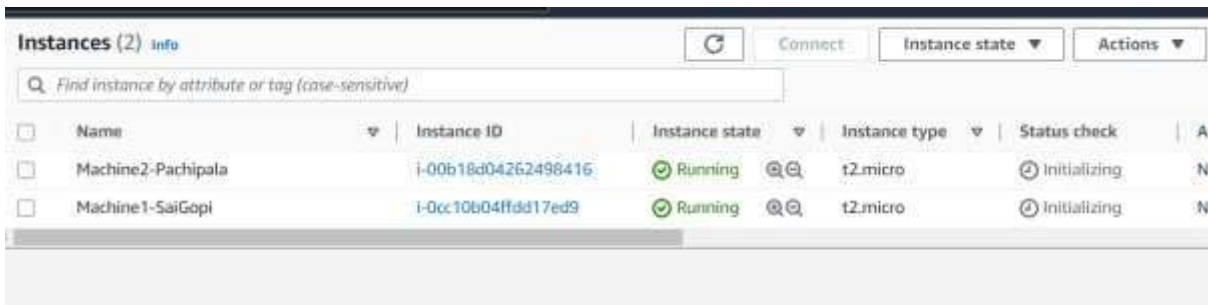 Instances (2) Info Connect Instance state Actions
Find instance by attribute or tag (case-sensitive)
Name Instance ID Instance state Instance type Status check A
Machine2-Pachipala i-00b18d04262498416 Running t2.micro Initializing N
Machine1-SaiGopi i-0cc10b04ffdd17ed9 Running t2.micro Initializing N